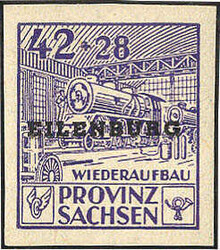 42+28
EILENBURG
WIEDERAUFBAU
PROVINZ
SACHSEN